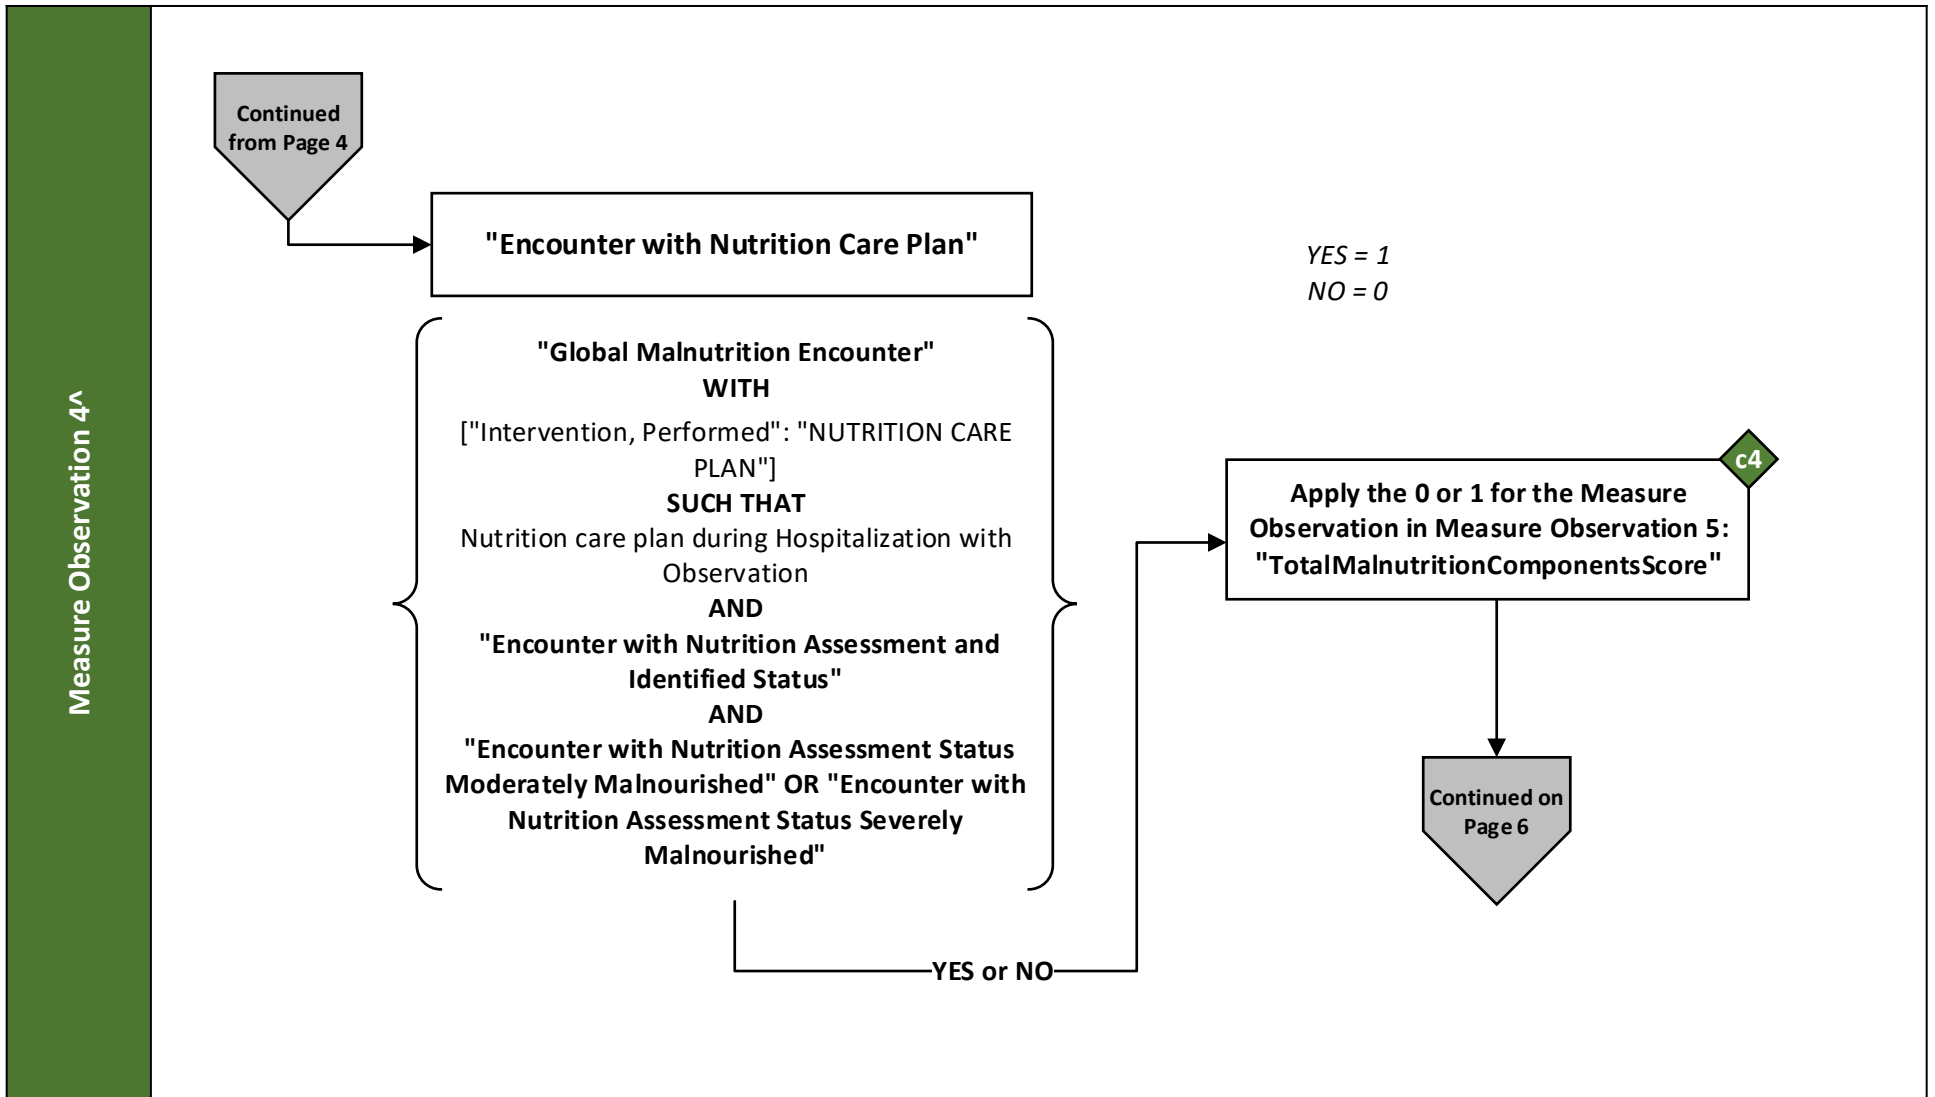 Measure Observation 4^
Continued
from Page 4
"Encounter with Nutrition Care Plan"
YES = 1
NO = 0
"Global Malnutrition Encounter"
WITH
["Intervention, Performed": "NUTRITION CARE
PLAN"]
SUCH THAT
Nutrition care plan during Hospitalization with
Observation
AND
"Encounter with Nutrition Assessment and
Identified Status"
AND
"Encounter with Nutrition Assessment Status
Moderately Malnourished" OR "Encounter with
Nutrition Assessment Status Severely
Malnourished"
YES or NO
c4
Apply the 0 or 1 for the Measure
Observation in Measure Observation 5:
"TotalMalnutritionComponentsScore"
Continued on
Page 6